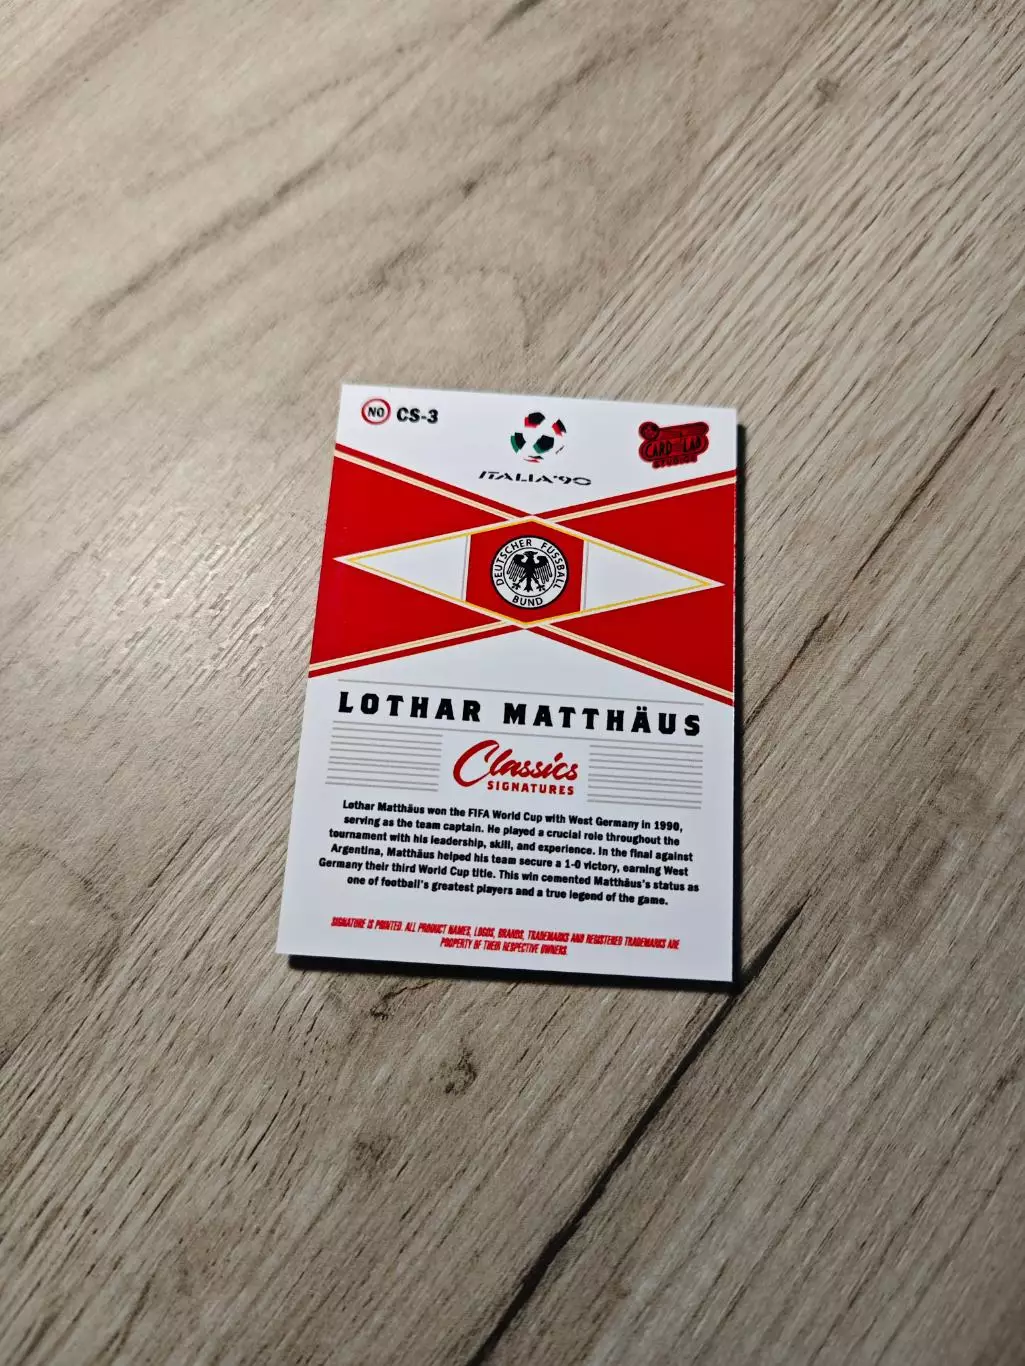 NO CS-3
ITALIA'90
CARD LAB
STUDIOS
DEUTSCHER FUSSBALL
BUND
LOTHAR MATTHÄUS
Classics
SIGNATURES
Lothar Matthäus won the FIFA World Cup with West Germany in 1990,
serving as the team captain. He played a crucial role throughout the
tournament with his leadership, skill, and experience. In the final against
Argentina, Matthäus helped his team secure a 1-0 victory, earning West
Germany their third World Cup title. This win cemented Matthäus's status as
one of football's greatest players and a true legend of the game.
SIGNATURE IS PRINTED. ALL PRODUCT NAMES, LOGOS, BRANDS, TRADEMARKS AND REGISTERED TRADEMARKS ARE
PROPERTY OF THEIR RESPECTIVE OWNERS.